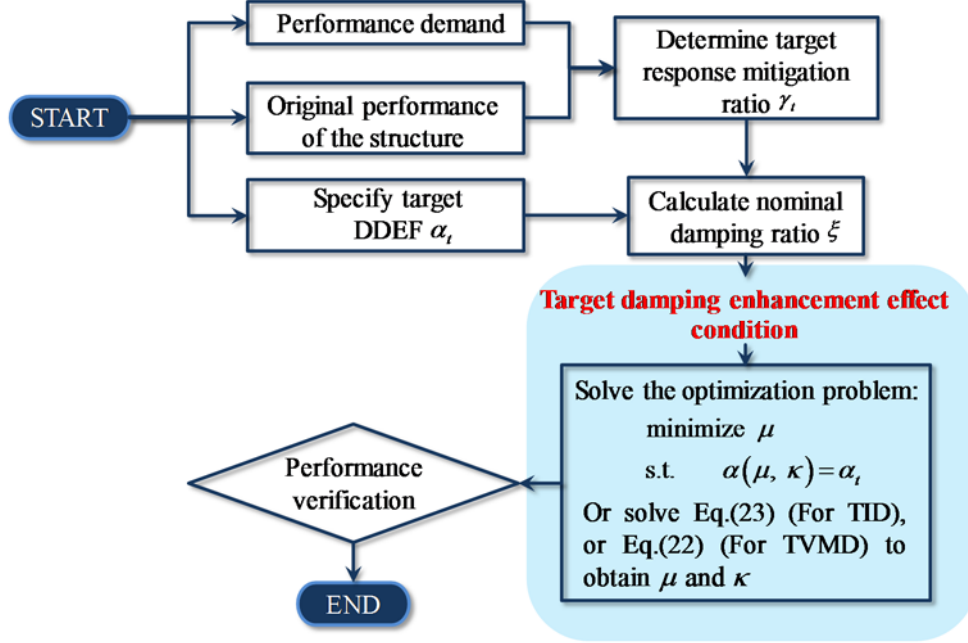 START
Performance demand
Original performance
of the structure
Specify target
DDEF αt
Determine target
response mitigation
ratio γt
Calculate nominal
damping ratio ξ
Target damping enhancement effect
condition
Solve the optimization problem:
minimize μ
s.t. α(μ, κ)=αt
Or solve Eq.(23) (For TID),
or Eq.(22) (For TVMD) to
obtain μ and κ
Performance
verification
END